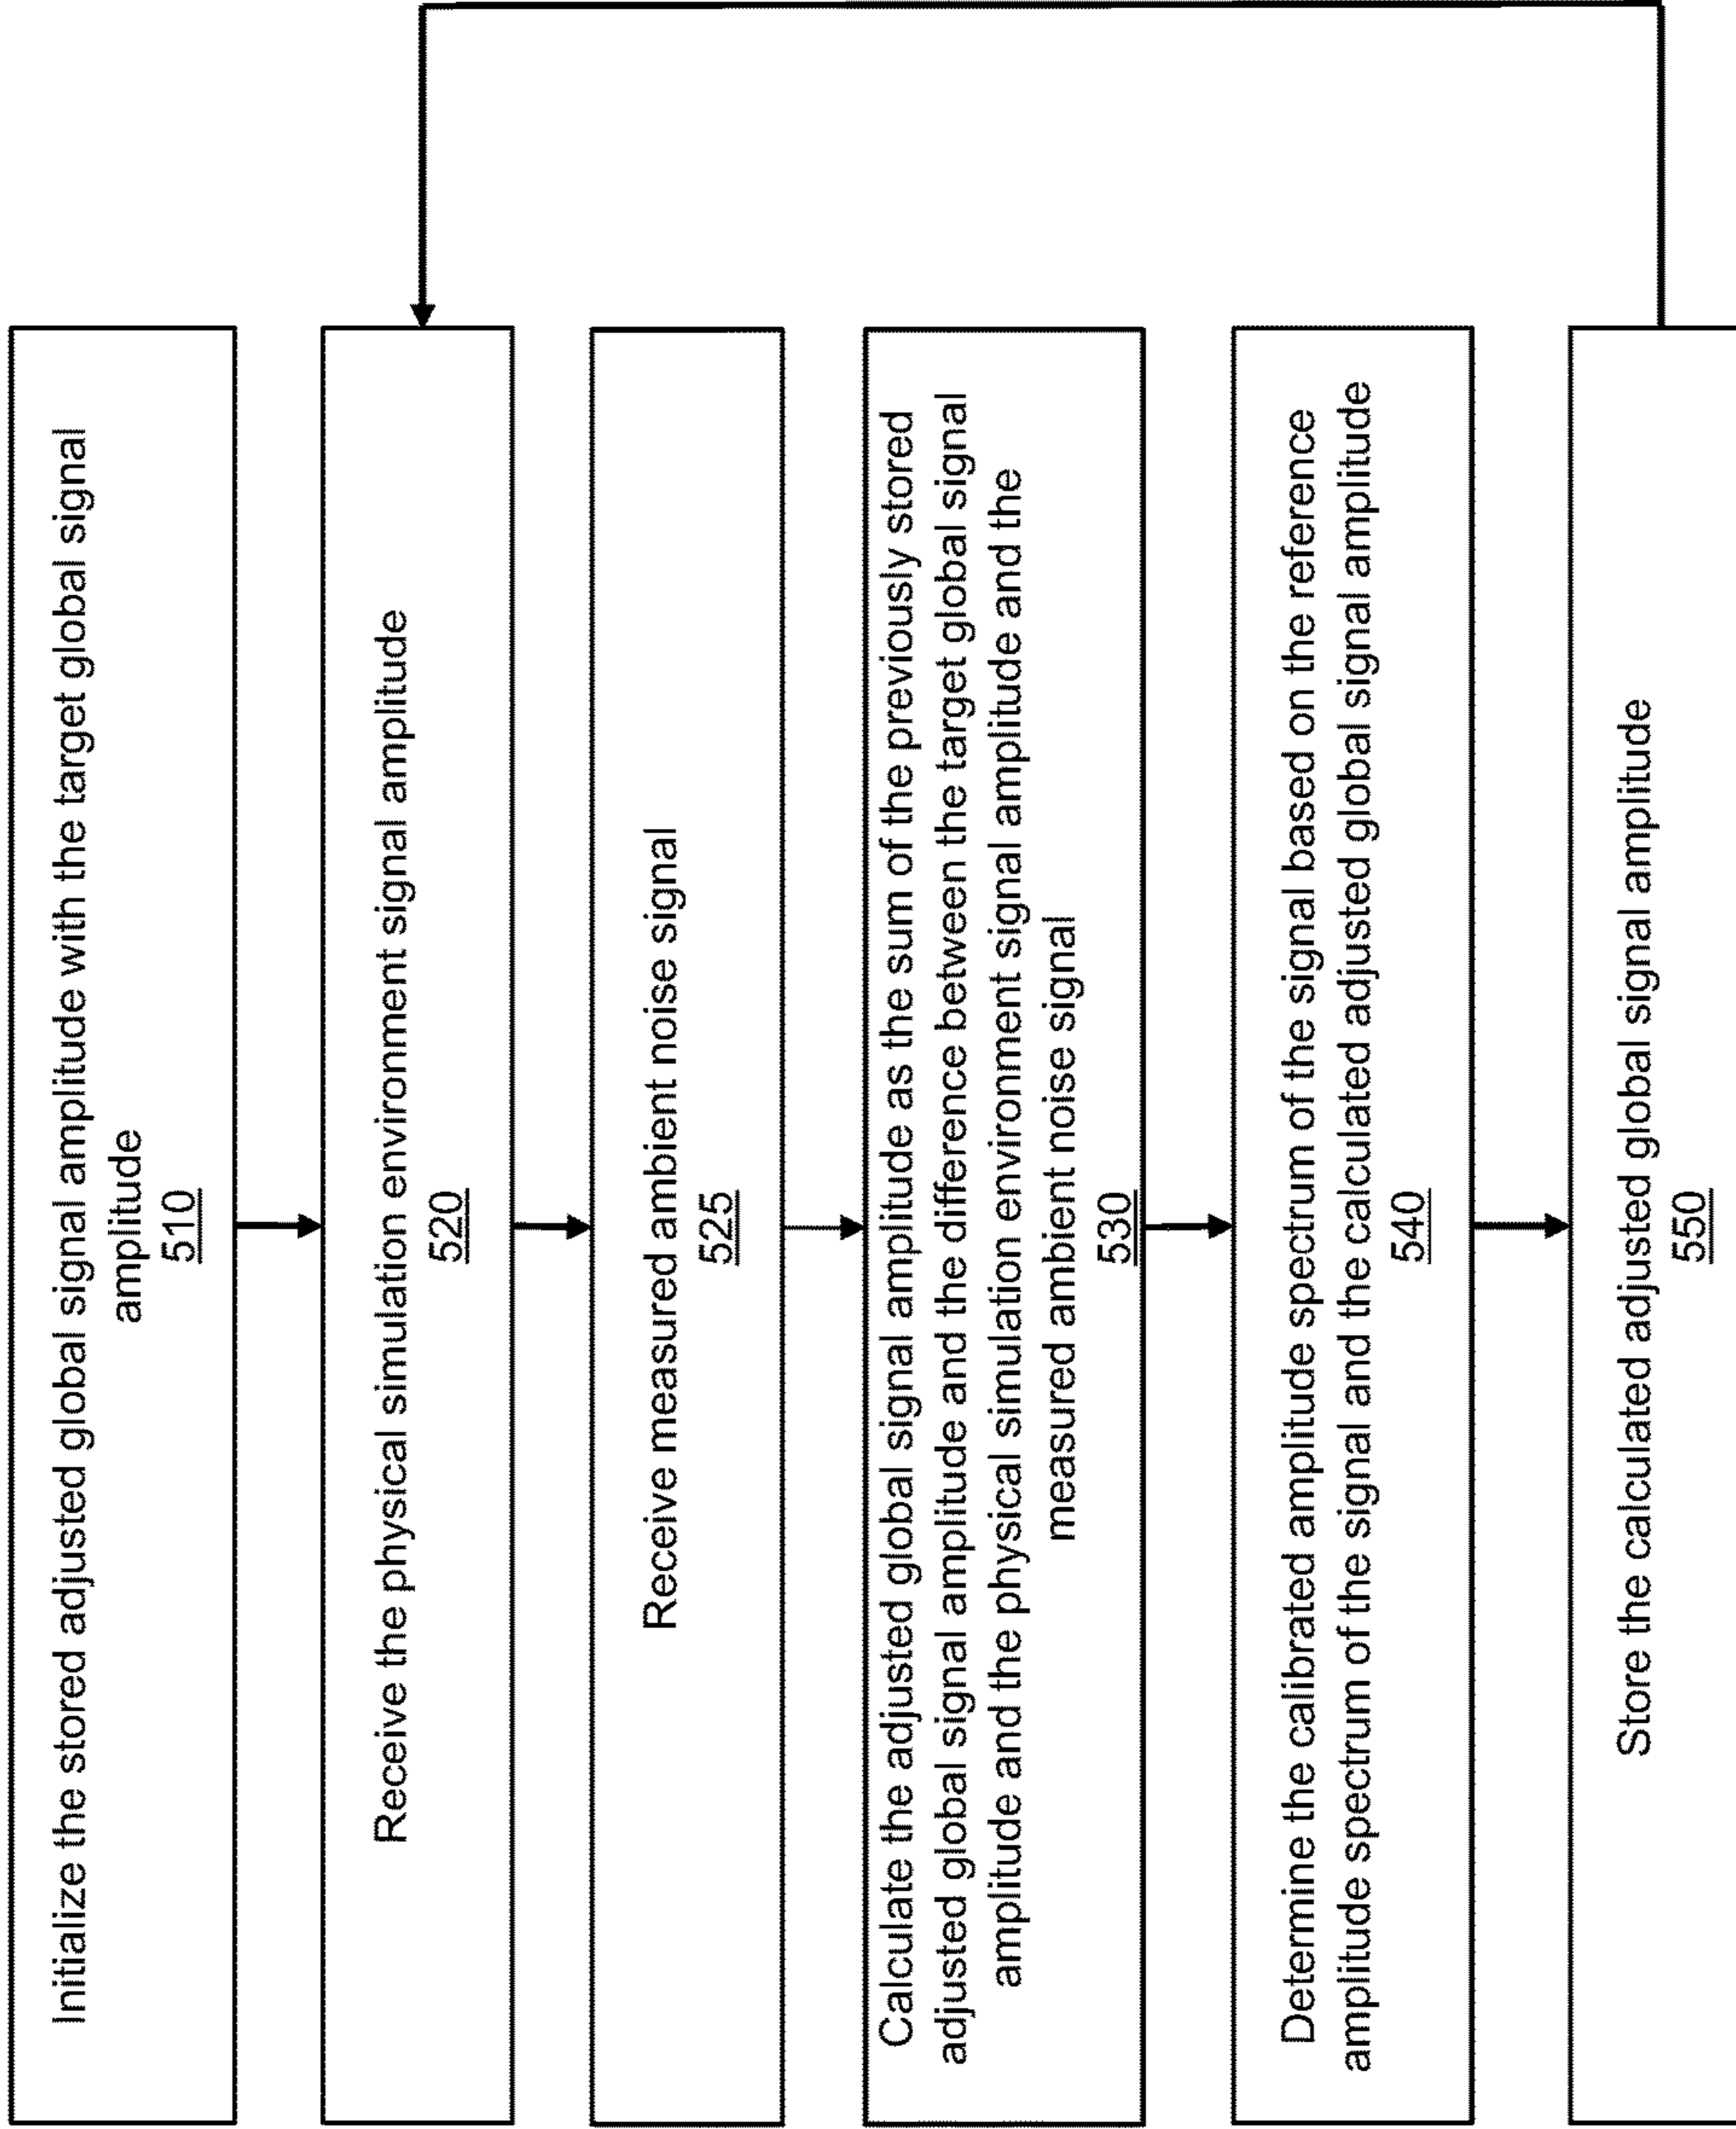 Initialize the stored adjusted global signal amplitude with the target global signal
amplitude
510
Receive the physical simulation environment signal amplitude
520
Receive measured ambient noise signal
525
Calculate the adjusted global signal amplitude as the sum of the previously stored
adjusted global signal amplitude and the difference between the target global signal
amplitude and the physical simulation environment signal amplitude and the
measured ambient noise signal
530
Determine the calibrated amplitude spectrum of the signal based on the reference
amplitude spectrum of the signal and the calculated adjusted global signal amplitude
540
Store the calculated adjusted global signal amplitude
550